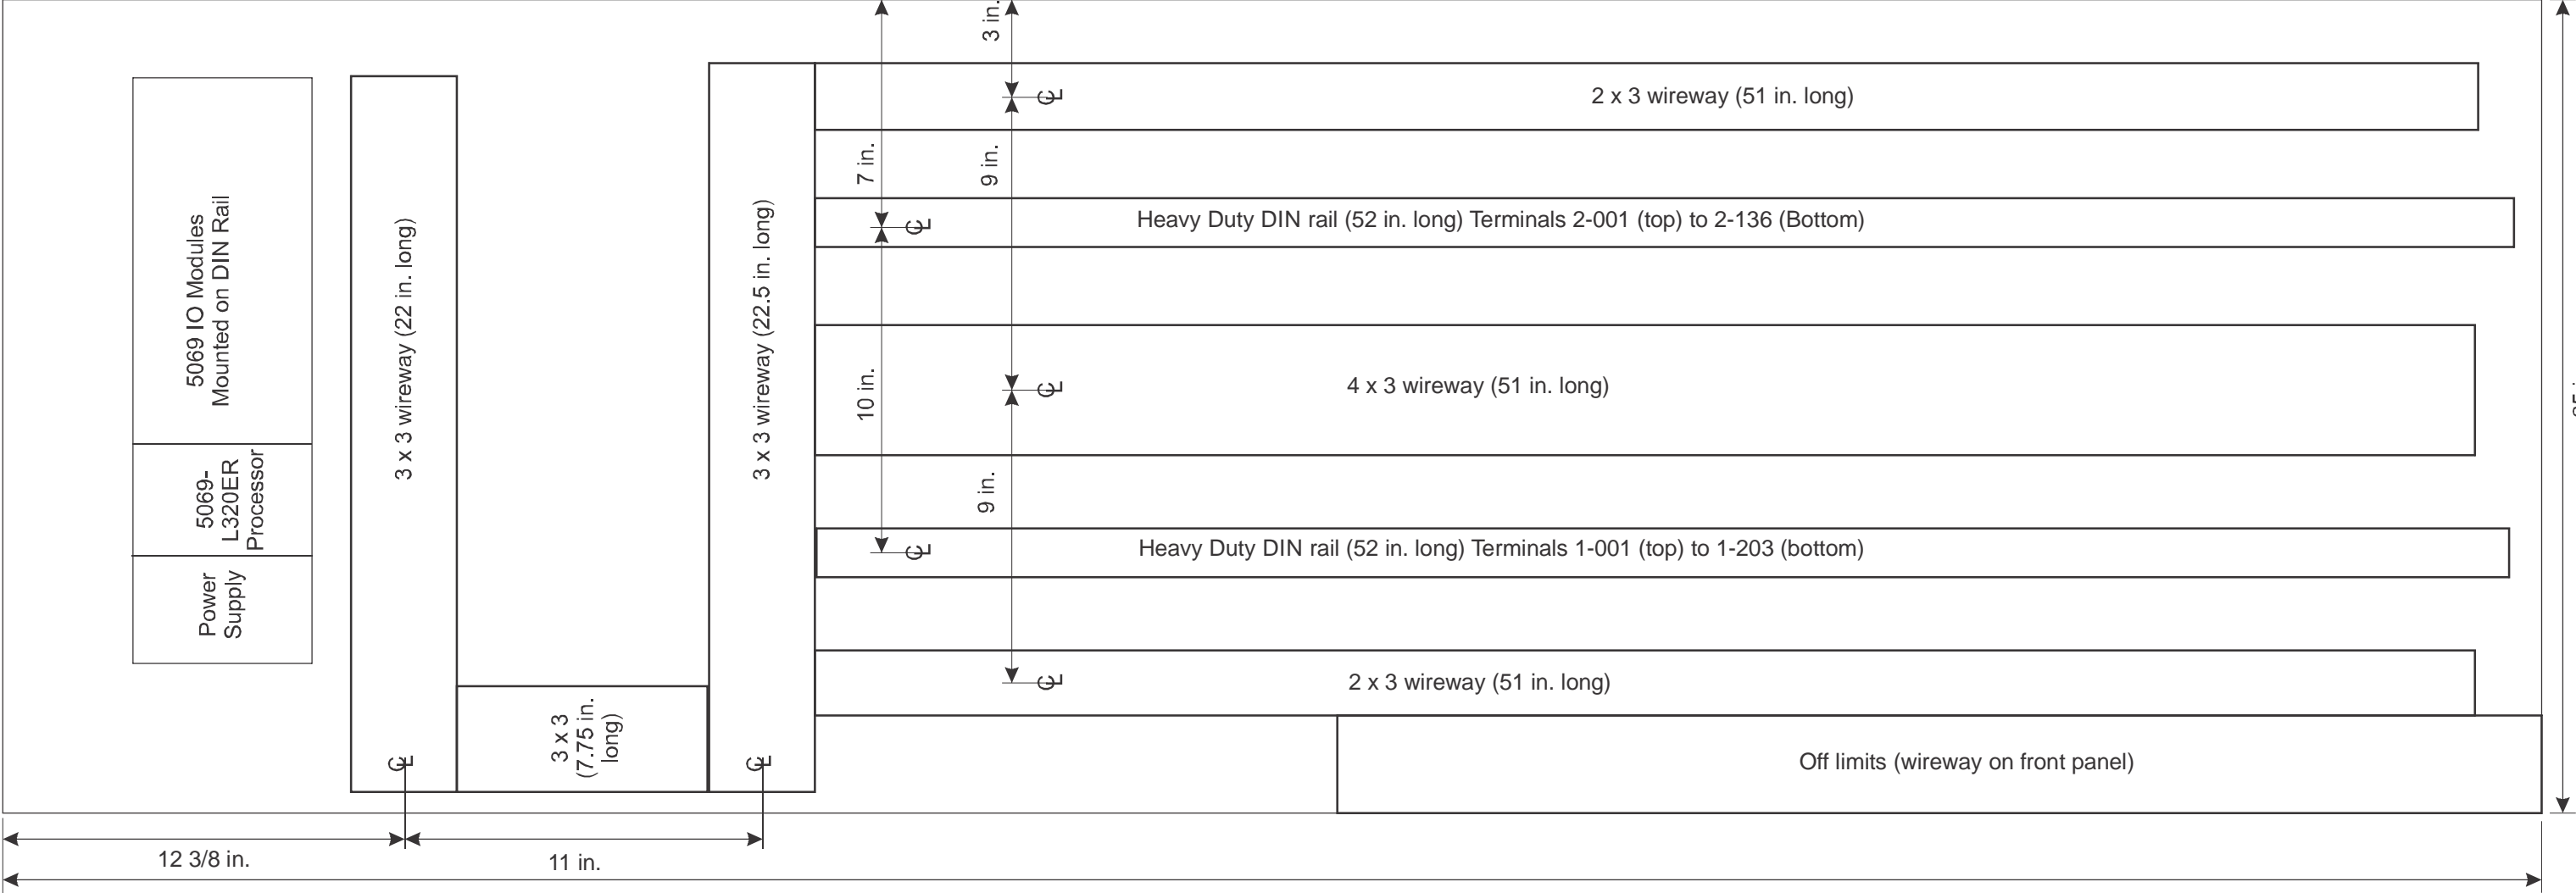 3 in.
2 x 3 wireway (51 in. long)
7 in.
9 in.
Heavy Duty DIN rail (52 in. long) Terminals 2-001 (top) to 2-136 (Bottom)
5069 IO Modules
Mounted on DIN Rail
3 x 3 wireway (22 in. long)
3 x 3 wireway (22.5 in. long)
10 in.
4 x 3 wireway (51 in. long)
5069-
L320ER
Processor
9 in.
Heavy Duty DIN rail (52 in. long) Terminals 1-001 (top) to 1-203 (bottom)
Power
Supply
2 x 3 wireway (51 in. long)
3 x 3
(7.75 in.
long)
Off limits (wireway on front panel)
12 3/8 in.
11 in.